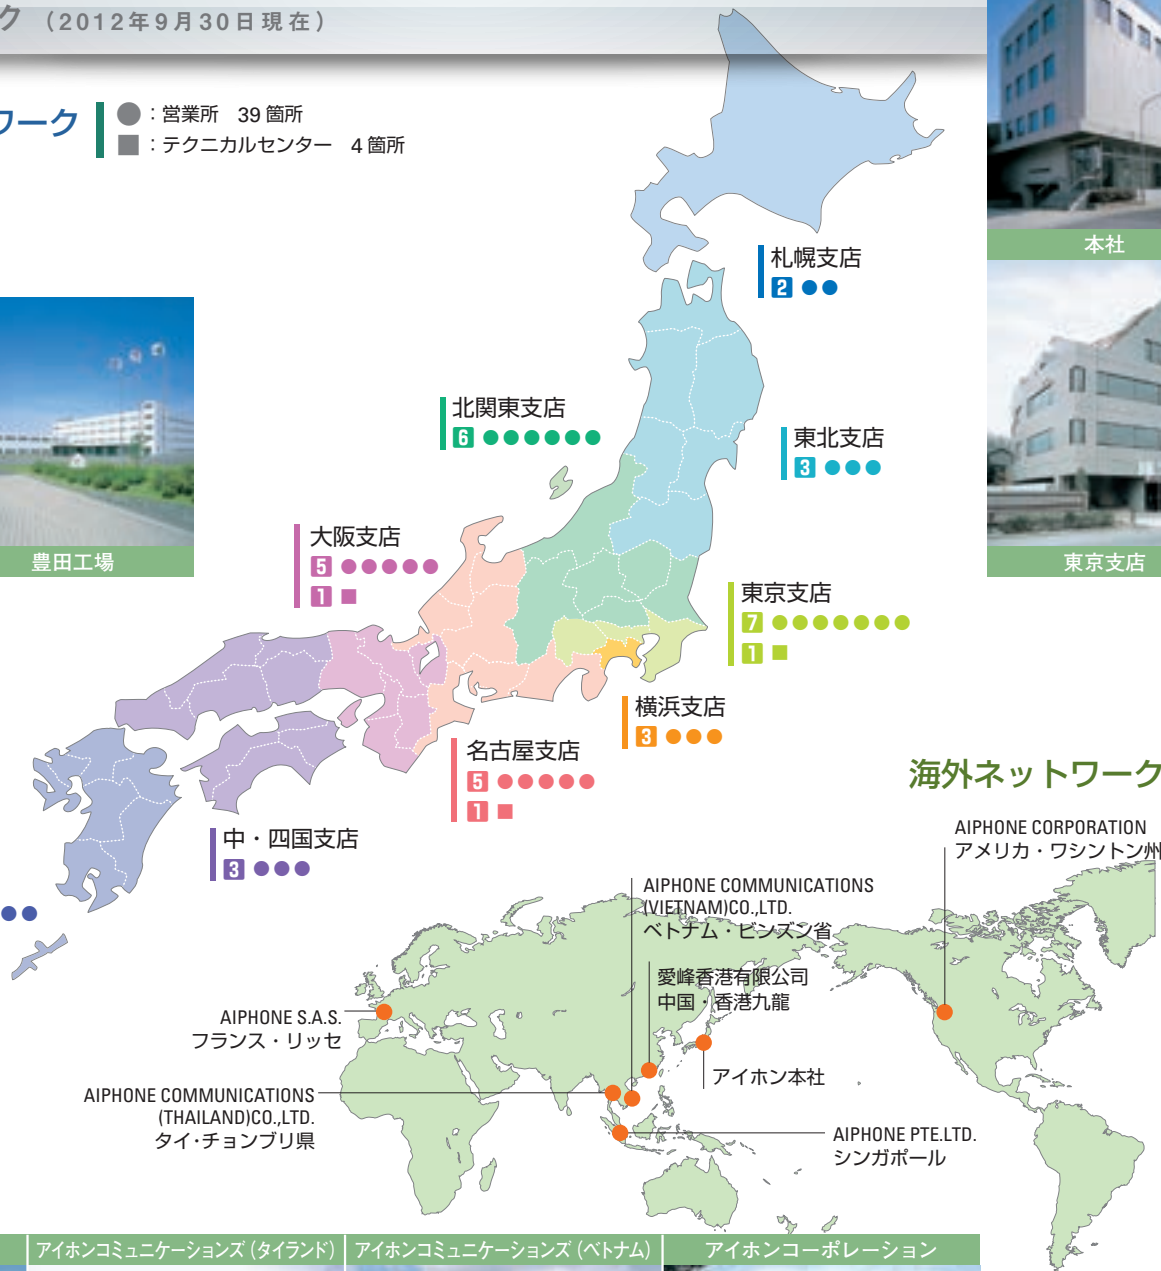 ク （2012年9月30日現在）
ワーク
●：営業所　39箇所
■：テクニカルセンター　4箇所
本社
札幌支店
2 ●●
北関東支店
6 ●●●●●●
東北支店
3 ●●●
豊田工場
東京支店
大阪支店
5 ●●●●●
1 ■
東京支店
7 ●●●●●●●
1 ■
横浜支店
3 ●●●
名古屋支店
5 ●●●●●
1 ■
中・四国支店
3 ●●●
●●
海外ネットワーク
AIPHONE CORPORATION
アメリカ・ワシントン州
AIPHONE COMMUNICATIONS
(VIETNAM)CO.,LTD.
ベトナム・ビンズン省
愛峰香港有限公司
中国・香港九龍
AIPHONE S.A.S.
フランス・リッセ
アイホン本社
AIPHONE COMMUNICATIONS
(THAILAND)CO.,LTD.
タイ・チョンブリ県
AIPHONE PTE.LTD.
シンガポール
アイホンコミュニケーションズ（タイランド）
アイホンコミュニケーションズ（ベトナム）
アイホンコーポレーション